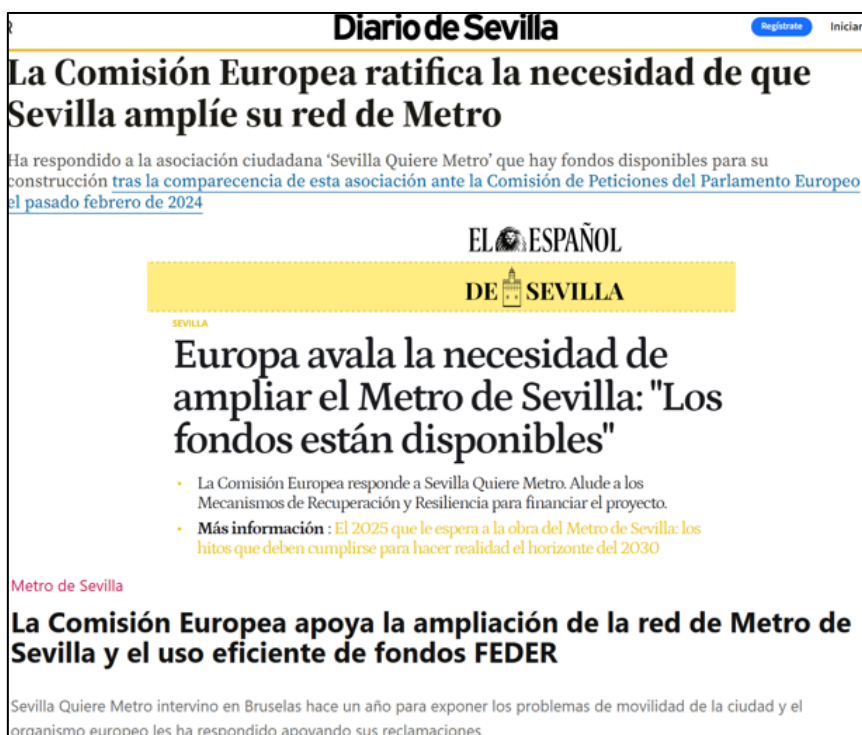 Diario de Sevilla
Regístrate
Iniciar
La Comisión Europea ratifica la necesidad de que
Sevilla amplíe su red de Metro
Ha respondido a la asociación ciudadana ‘Sevilla Quiere Metro’ que hay fondos disponibles para su
construcción tras la comparecencia de esta asociación ante la Comisión de Peticiones del Parlamento Europeo
el pasado febrero de 2024
EL ESPAÑOL
DE SEVILLA
SEVILLA
Europa avala la necesidad de
ampliar el Metro de Sevilla: "Los
fondos están disponibles"
• La Comisión Europea responde a Sevilla Quiere Metro. Alude a los
Mecanismos de Recuperación y Resiliencia para financiar el proyecto.
• Más información : El 2025 que le espera a la obra del Metro de Sevilla: los
hitos que deben cumplirse para hacer realidad el horizonte del 2030
Metro de Sevilla
La Comisión Europea apoya la ampliación de la red de Metro de
Sevilla y el uso eficiente de fondos FEDER
Sevilla Quiere Metro intervino en Bruselas hace un año para exponer los problemas de movilidad de la ciudad y el
organismo europeo les ha respondido apoyando sus reclamaciones